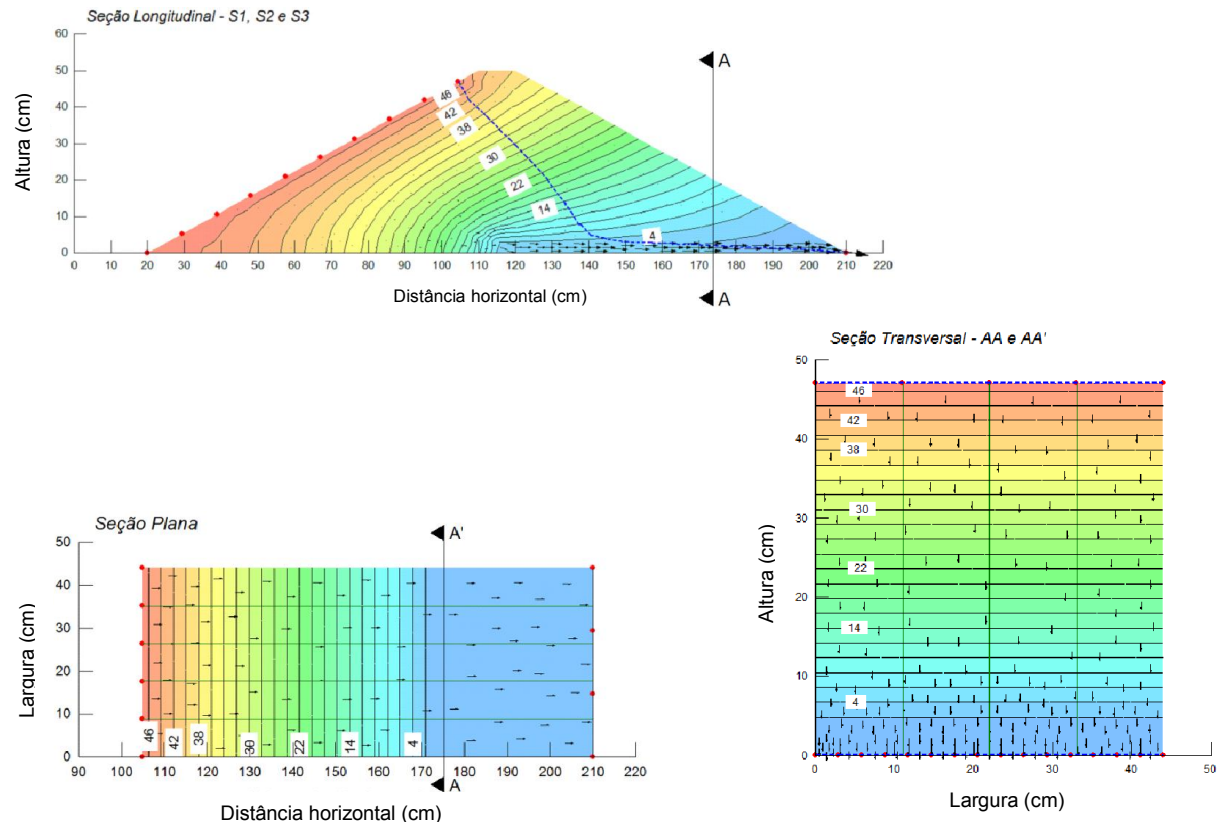 Seção Longitudinal - S1, S2 e S3
60
50
40
30
20
10
0
Altura (cm)
46
42
38
30
22
14
4
A
A
0 10 20 30 40 50 60 70 80 90 100 110 120 130 140 150 160 170 180 190 200 210 220
Distância horizontal (cm)
Seção Transversal - AA e AA'
50
40
30
20
10
0
Altura (cm)
46
42
38
30
22
14
4
0 10 20 30 40 50
Largura (cm)
Seção Plana
A'
50
40
30
20
10
0
Largura (cm)
46 42 38 30 22 14 4
A
90 100 110 120 130 140 150 160 170 180 190 200 210 220
Distância horizontal (cm)